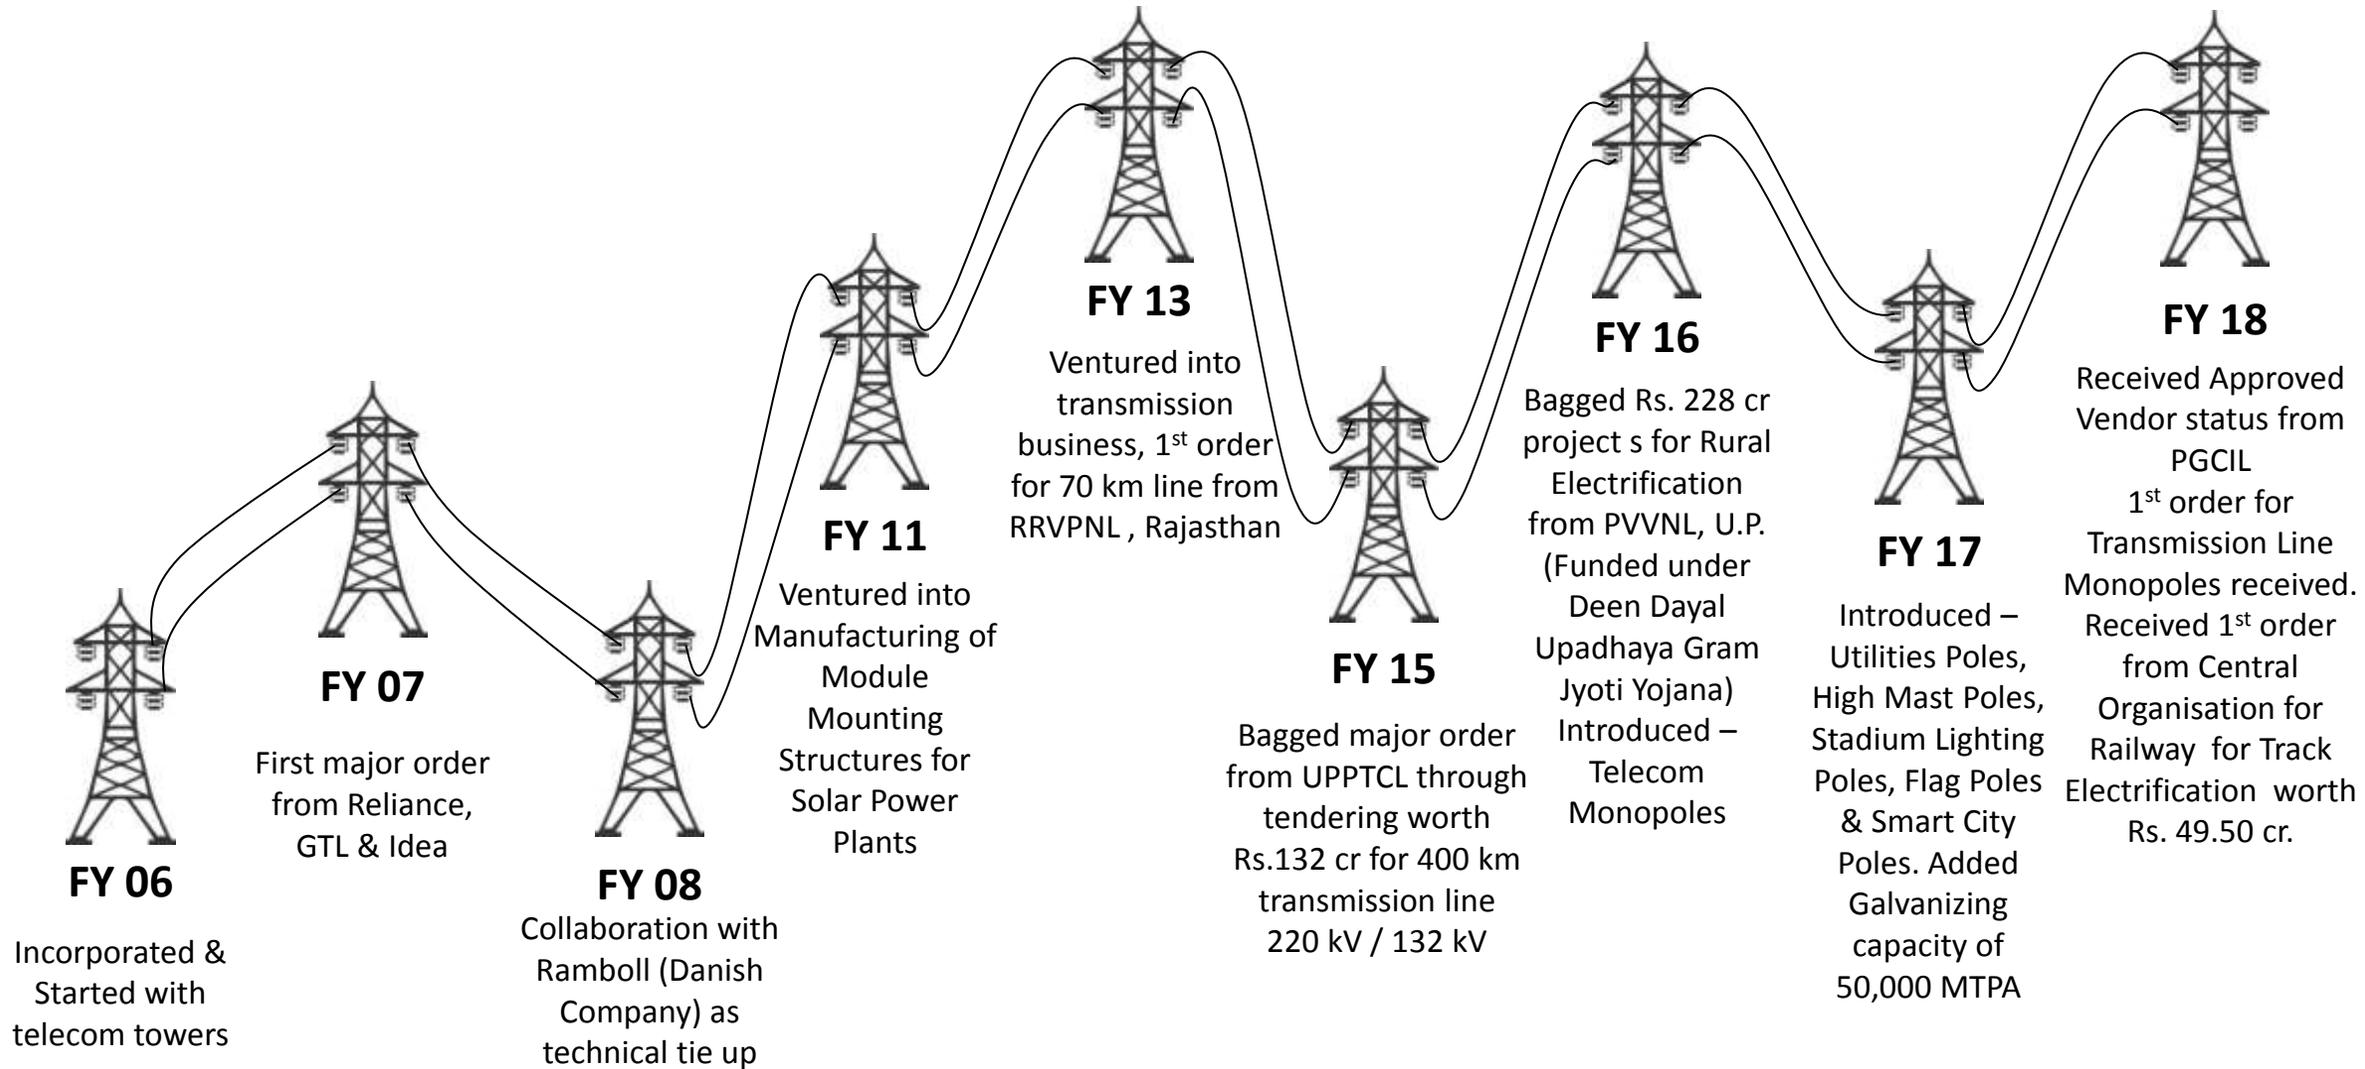 FY 06
Incorporated &
Started with
telecom towers
FY 07
First major order
from Reliance,
GTL & Idea
FY 08
Collaboration with
Ramboll (Danish
Company) as
technical tie up
FY 11
Ventured into
Manufacturing of
Module
Mounting
Structures for
Solar Power
Plants
FY 13
Ventured into
transmission
business, 1st order
for 70 km line from
RRVPNL , Rajasthan
FY 15
Bagged major order
from UPPTCL through
tendering worth
Rs.132 cr for 400 km
transmission line
220 kV / 132 kV
FY 16
Bagged Rs. 228 cr
project s for Rural
Electrification
from PVVNL, U.P.
(Funded under
Deen Dayal
Upadhaya Gram
Jyoti Yojana)
Introduced –
Telecom
Monopoles
FY 17
Introduced –
Utilities Poles,
High Mast Poles,
Stadium Lighting
Poles, Flag Poles
& Smart City
Poles. Added
Galvanizing
capacity of
50,000 MTPA
FY 18
Received Approved
Vendor status from
PGCIL
1st order for
Transmission Line
Monopoles received.
Received 1st order
from Central
Organisation for
Railway for Track
Electrification worth
Rs. 49.50 cr.